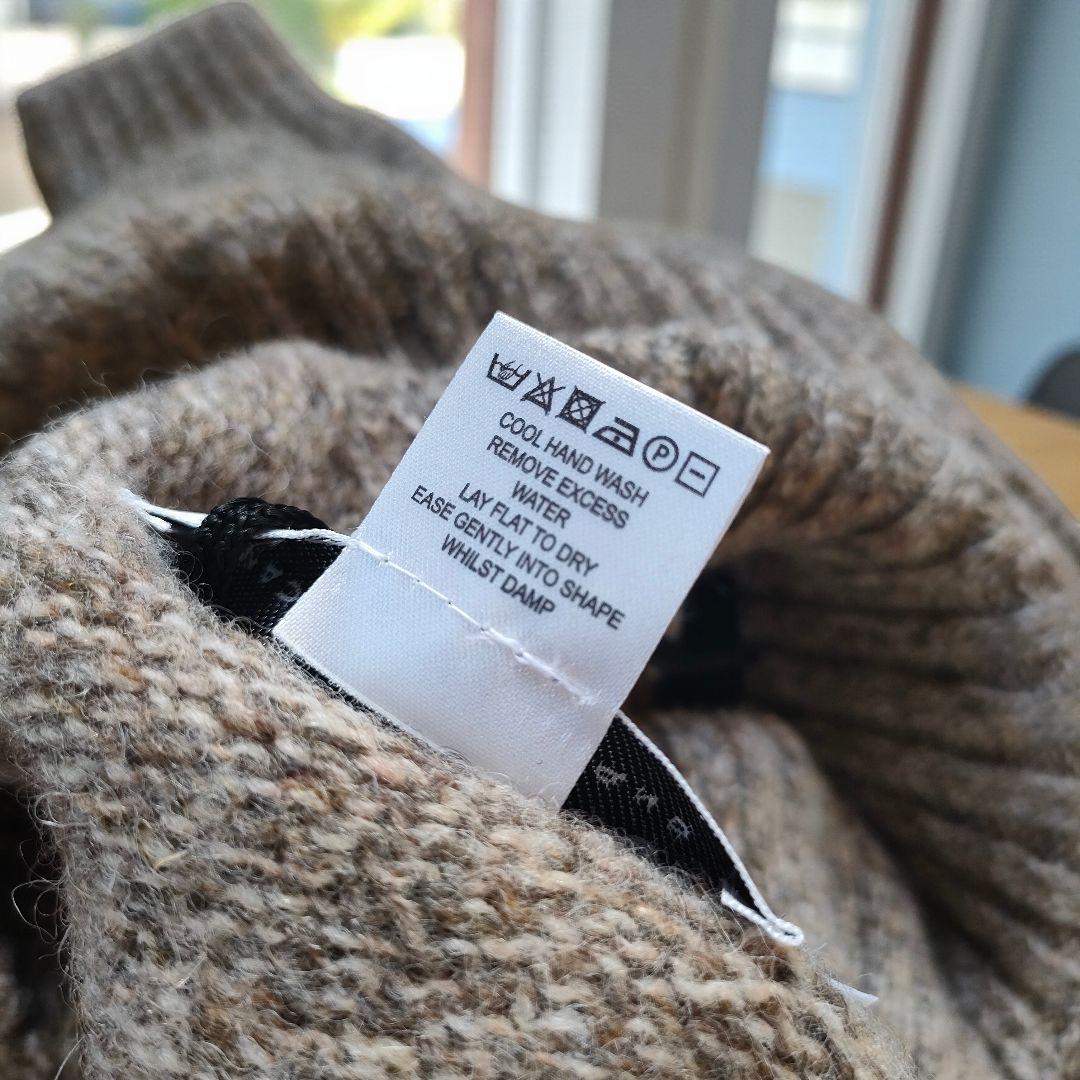 P
COOL HAND WASH
REMOVE EXCESS
WATER
LAY FLAT TO DRY
EASE GENTLY INTO SHAPE
WHILST DAMP